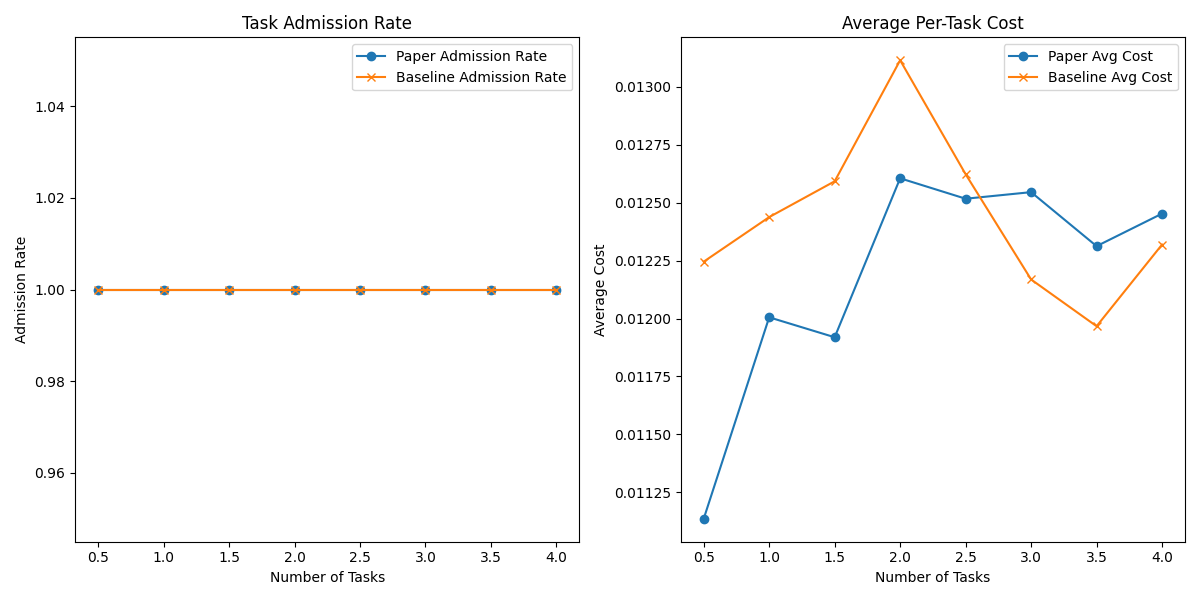 Task Admission Rate
Paper Admission Rate
Baseline Admission Rate
1.04
1.02
1.00
0.98
0.96
Admission Rate
0.5 1.0 1.5 2.0 2.5 3.0 3.5 4.0
Number of Tasks
Average Per-Task Cost
Paper Avg Cost
Baseline Avg Cost
0.01300
0.01275
0.01250
0.01225
0.01200
0.01175
0.01150
0.01125
Average Cost
0.5 1.0 1.5 2.0 2.5 3.0 3.5 4.0
Number of Tasks